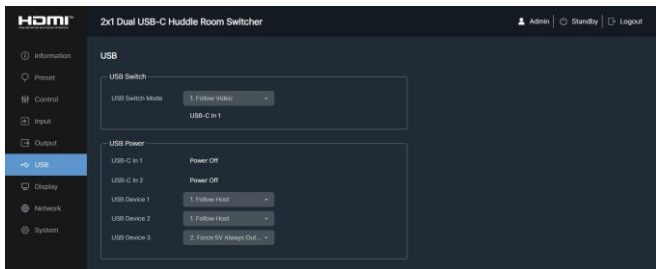 HDMI™
2x1 Dual USB-C Huddle Room Switcher
Admin | Standby | Logout
Information
Preset
Control
Input
Output
USB
Display
Network
System
USB
USB Switch
USB Switch Mode 1. Follow Video
USB-C In 1
USB Power
USB-C In 1 Power Off
USB-C In 2 Power Off
USB Device 1 1. Follow Host
USB Device 2 1. Follow Host
USB Device 3 2. Force 5V Always Out...